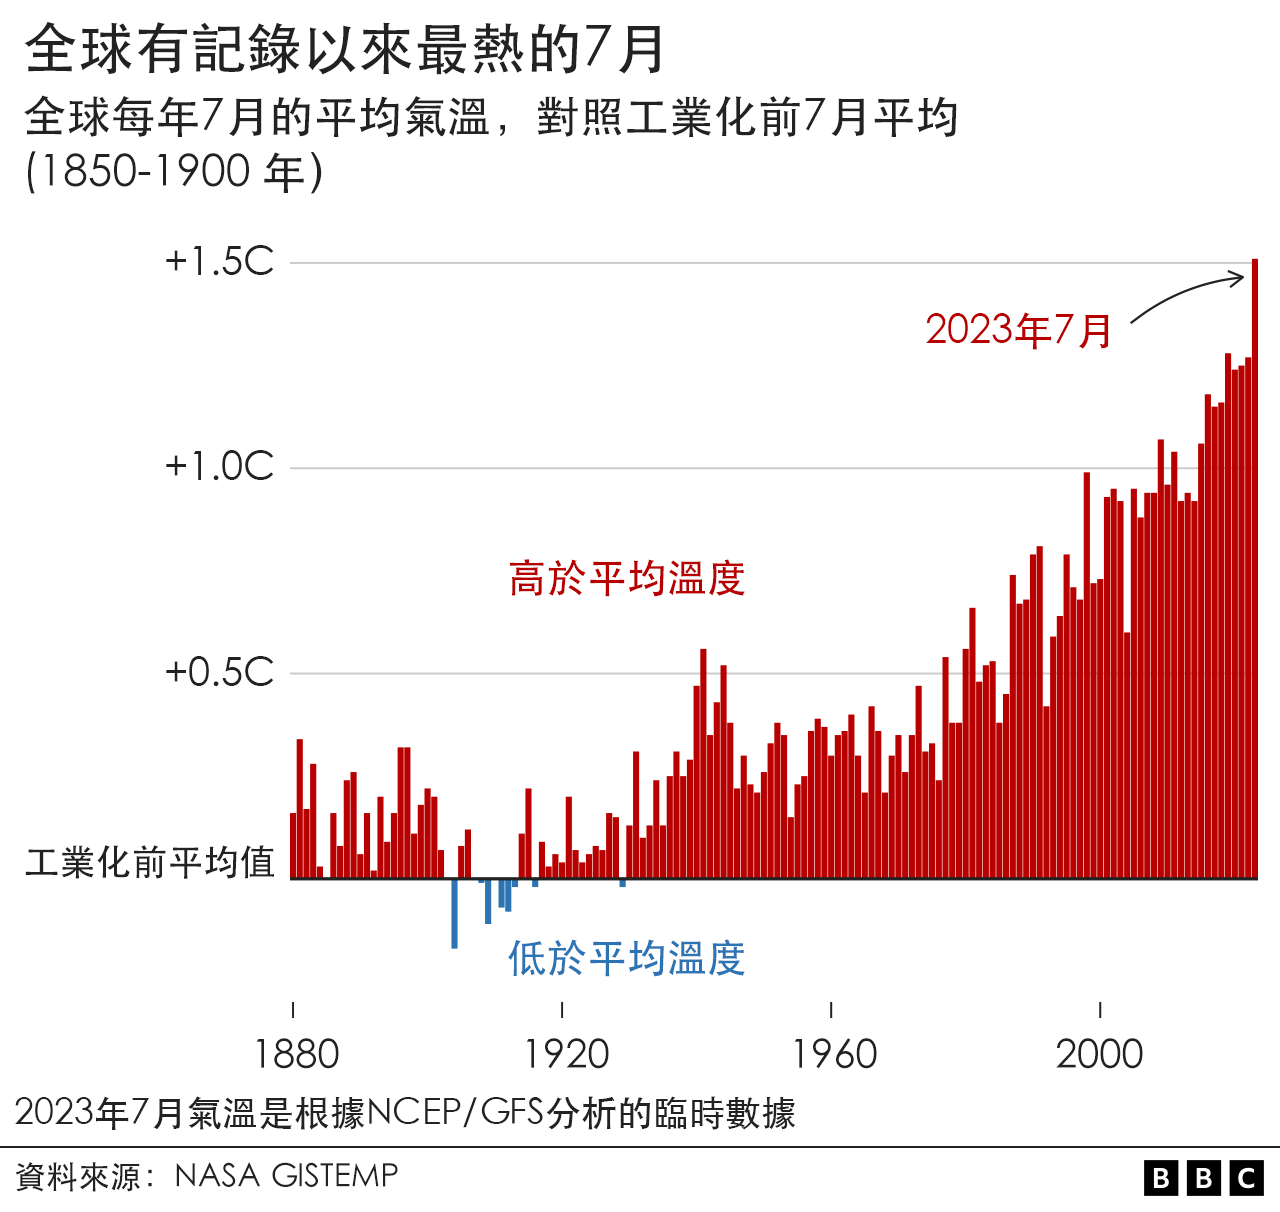 全球有記錄以來最熱的7月
全球每年7月的平均氣溫，對照工業化前7月平均
(1850-1900 年)
+1.5C
2023年7月
+1.0C
高於平均溫度
+0.5C
工業化前平均值
低於平均溫度
1880 1920 1960 2000
2023年7月氣溫是根據NCEP/GFS分析的臨時數據
資料來源：NASA GISTEMP
BBC